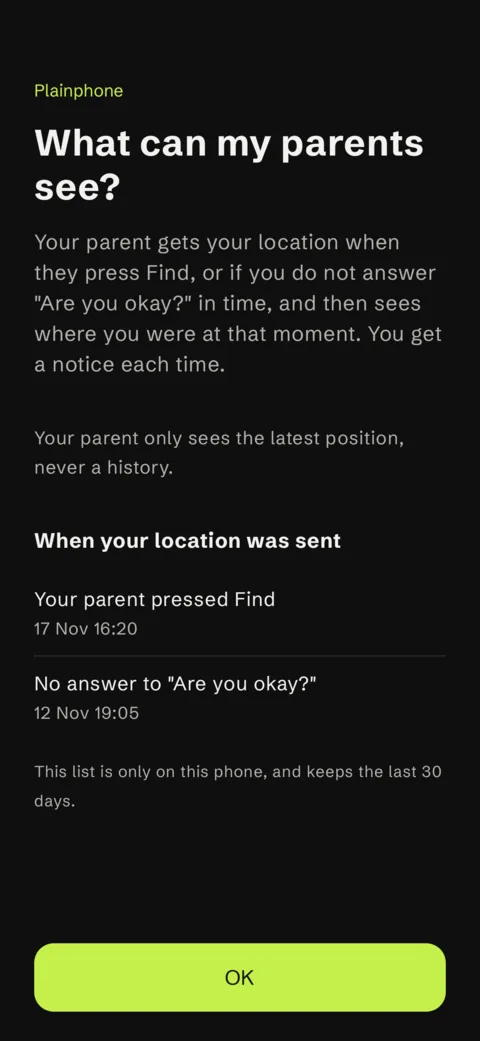 Plainphone
What can my parents
see?
Your parent gets your location when
they press Find, or if you do not answer
"Are you okay?" in time, and then sees
where you were at that moment. You get
a notice each time.
Your parent only sees the latest position,
never a history.
When your location was sent
Your parent pressed Find
17 Nov 16:20
No answer to "Are you okay?"
12 Nov 19:05
This list is only on this phone, and keeps the last 30
days.
OK